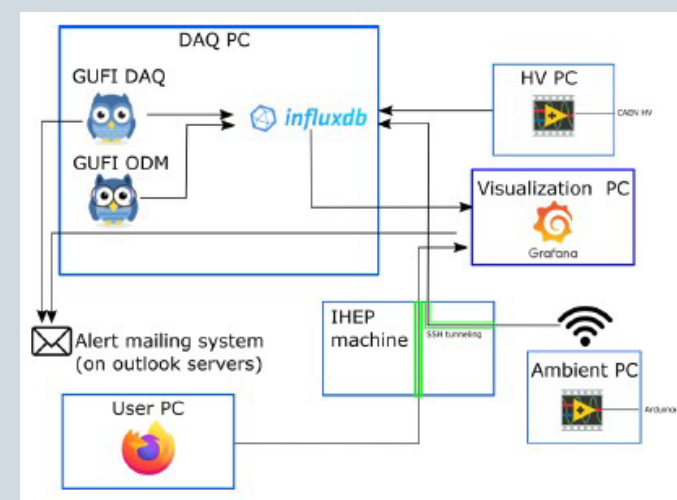 DAQ PC
GUFI DAQ
influxdb
GUFI ODM
HV PC
CAEN HV
Visualization PC
Grafana
IHEP
machine
SSH tunneling
Alert mailing system
(on outlook servers)
Ambient PC
Arduino
User PC